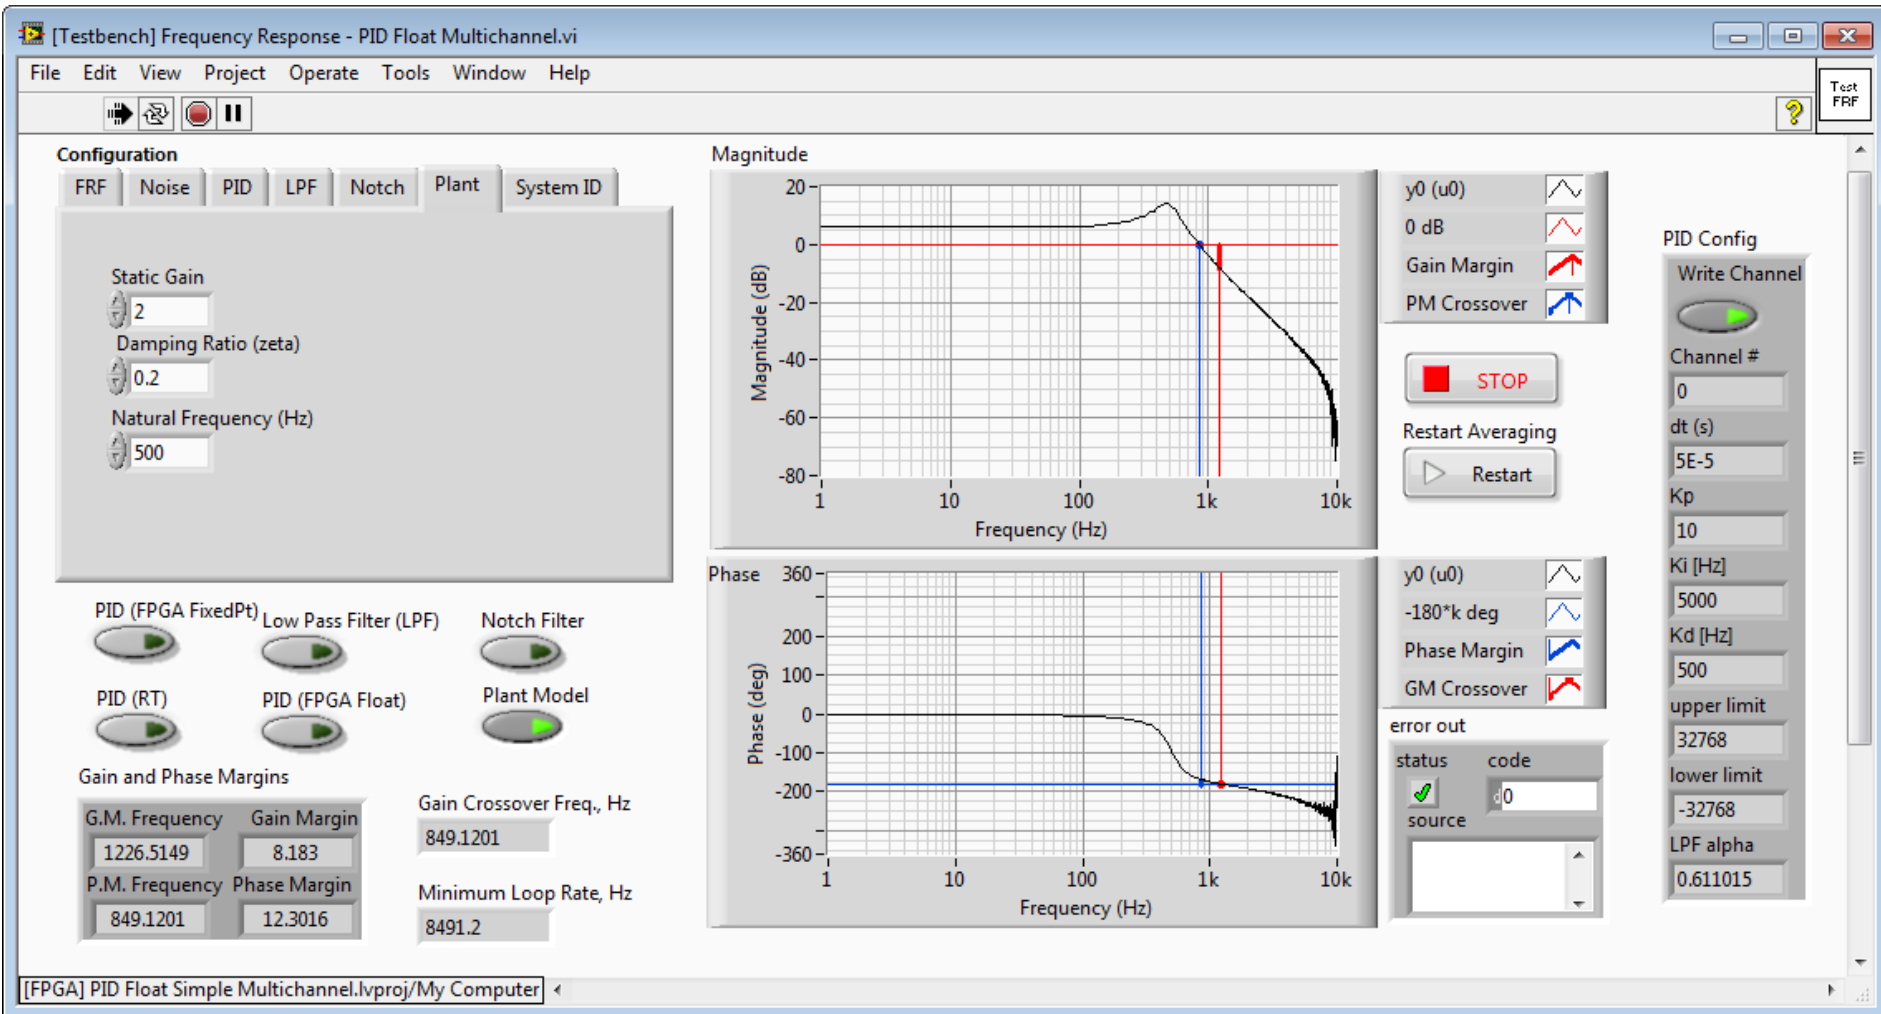 [Testbench] Frequency Response - PID Float Multichannel.vi
File Edit View Project Operate Tools Window Help
Test
FRF
?
Configuration
FRF Noise PID LPF Notch Plant System ID
Static Gain
2
Damping Ratio (zeta)
0.2
Natural Frequency (Hz)
500
PID (FPGA FixedPt)
Low Pass Filter (LPF)
Notch Filter
PID (RT)
PID (FPGA Float)
Plant Model
Gain and Phase Margins
G.M. Frequency Gain Margin
1226.5149 8.183
P.M. Frequency Phase Margin
849.1201 12.3016
Gain Crossover Freq., Hz
849.1201
Minimum Loop Rate, Hz
8491.2
Magnitude
Magnitude (dB)
20
0
-20
-40
-60
-80
1 10 100 1k 10k
Frequency (Hz)
y0 (u0)
0 dB
Gain Margin
PM Crossover
STOP
Restart Averaging
Restart
Phase
Phase (deg)
360
200
100
0
-100
-200
-360
1 10 100 1k 10k
Frequency (Hz)
y0 (u0)
-180*k deg
Phase Margin
GM Crossover
error out
status code
d0
source
PID Config
Write Channel
Channel #
0
dt (s)
5E-5
Kp
10
Ki [Hz]
5000
Kd [Hz]
500
upper limit
32768
lower limit
-32768
LPF alpha
0.611015
[FPGA] PID Float Simple Multichannel.lvproj/My Computer